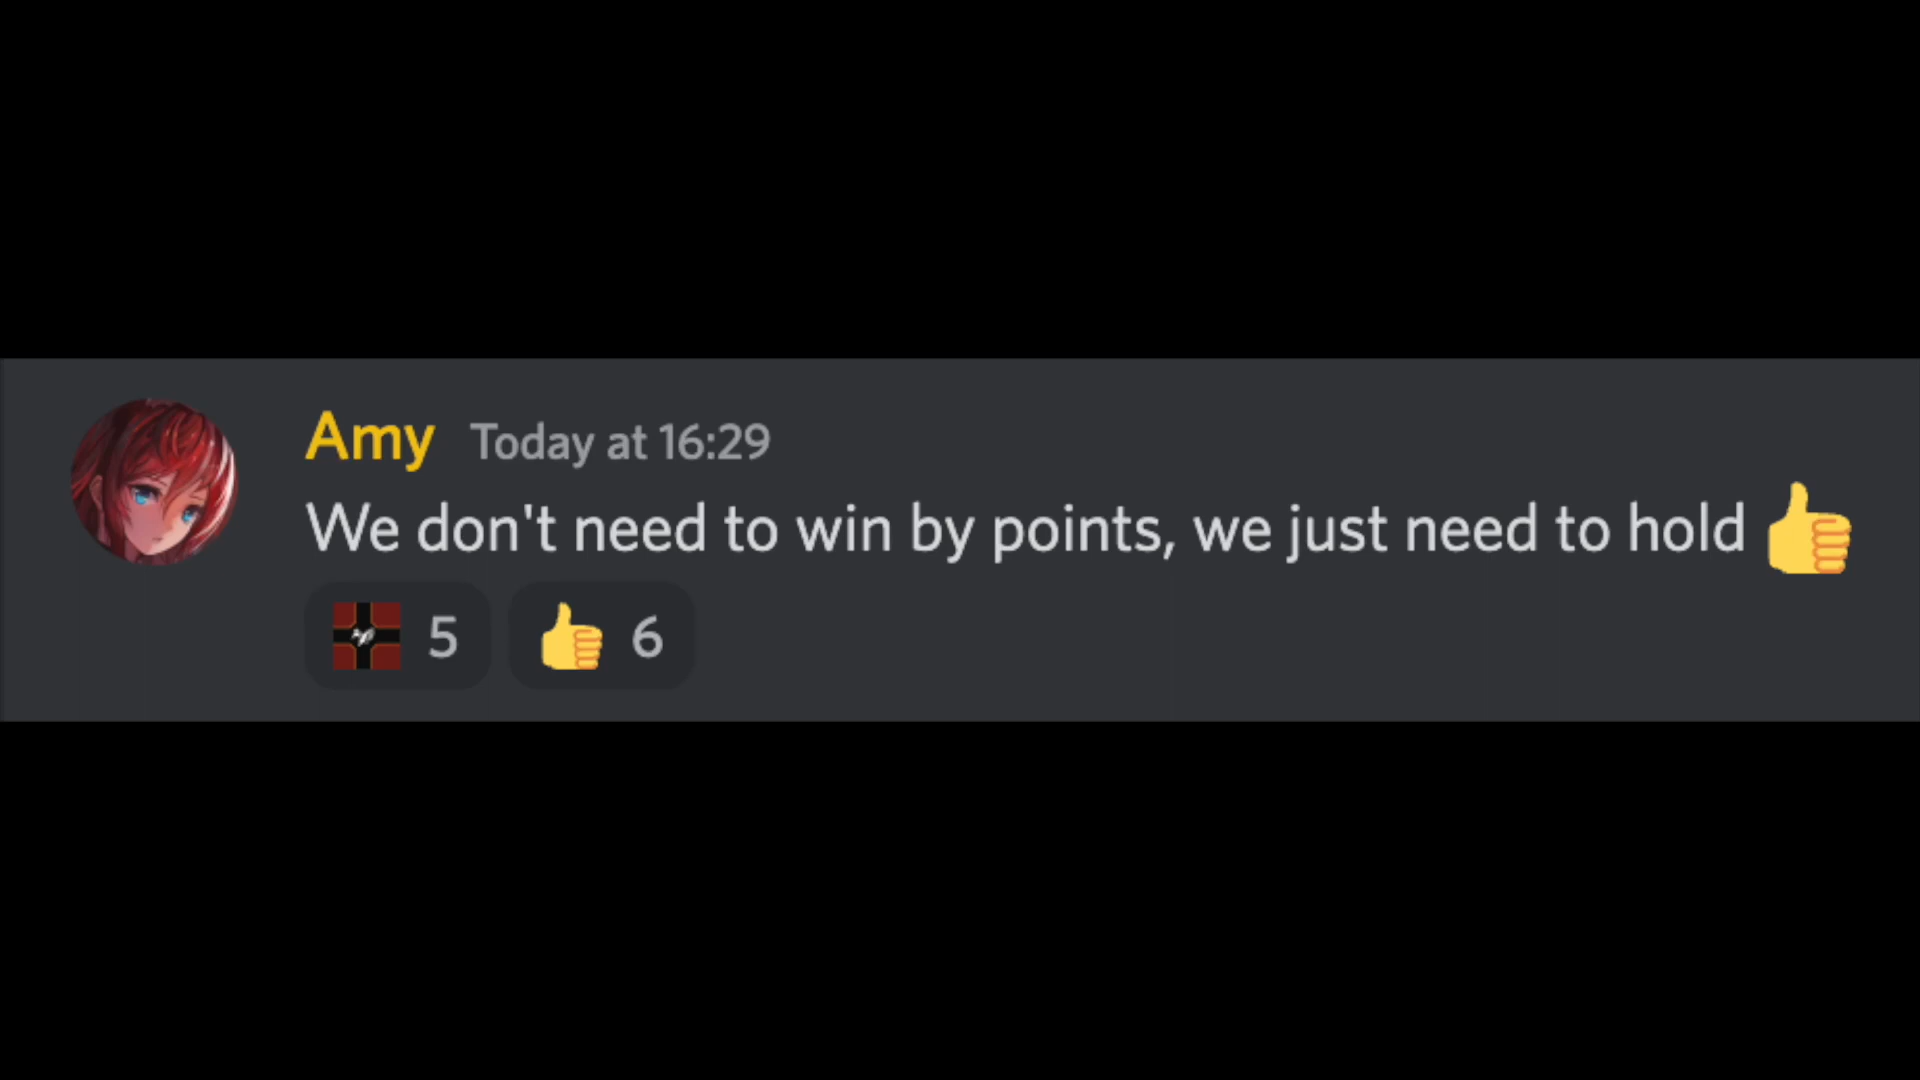 Amy Today at 16:29
We don't need to win by points, we just need to hold 👍
5 👍 6